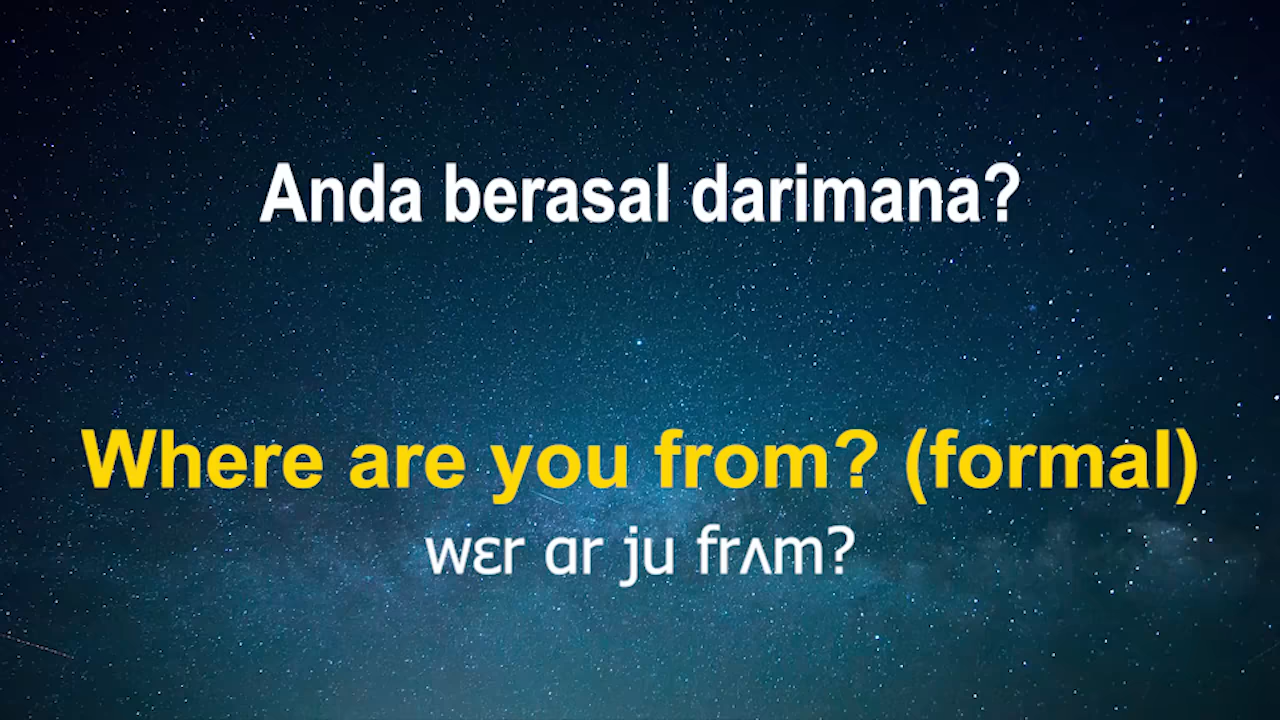 Anda berasal darimana?
Where are you from? (formal)
wɛr ɑr ju frʌm?